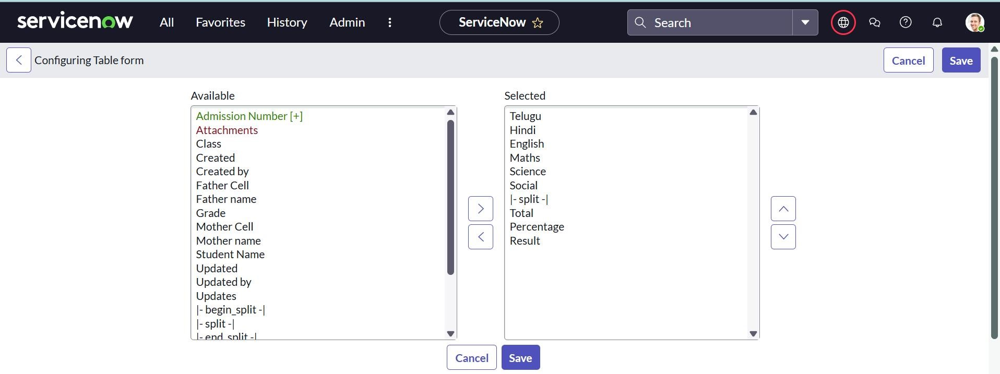 servicenow All Favorites History Admin ServiceNow Search
Configuring Table form Cancel Save
Available
Admission Number [+]
Attachments
Class
Created
Created by
Father Cell
Father name
Grade
Mother Cell
Mother name
Student Name
Updated
Updated by
Updates
|- begin_split -|
|- split -|
|- end_split -|
Selected
Telugu
Hindi
English
Maths
Science
Social
|- split -|
Total
Percentage
Result
Cancel Save